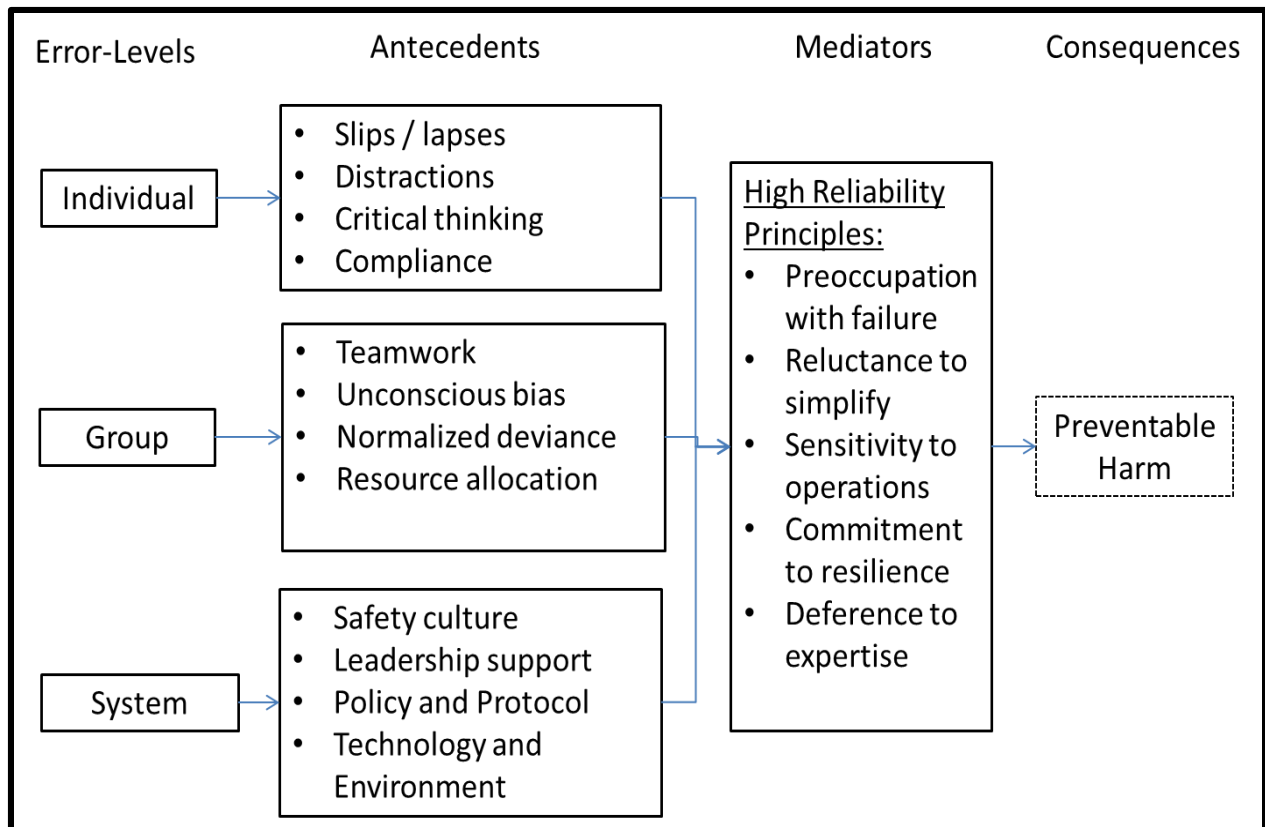 Error-Levels
Antecedents
Mediators
Consequences
Individual
• Slips / lapses
• Distractions
• Critical thinking
• Compliance
Group
• Teamwork
• Unconscious bias
• Normalized deviance
• Resource allocation
System
• Safety culture
• Leadership support
• Policy and Protocol
• Technology and
Environment
High Reliability
Principles:
• Preoccupation
with failure
• Reluctance to
simplify
• Sensitivity to
operations
• Commitment
to resilience
• Deference to
expertise
Preventable
Harm